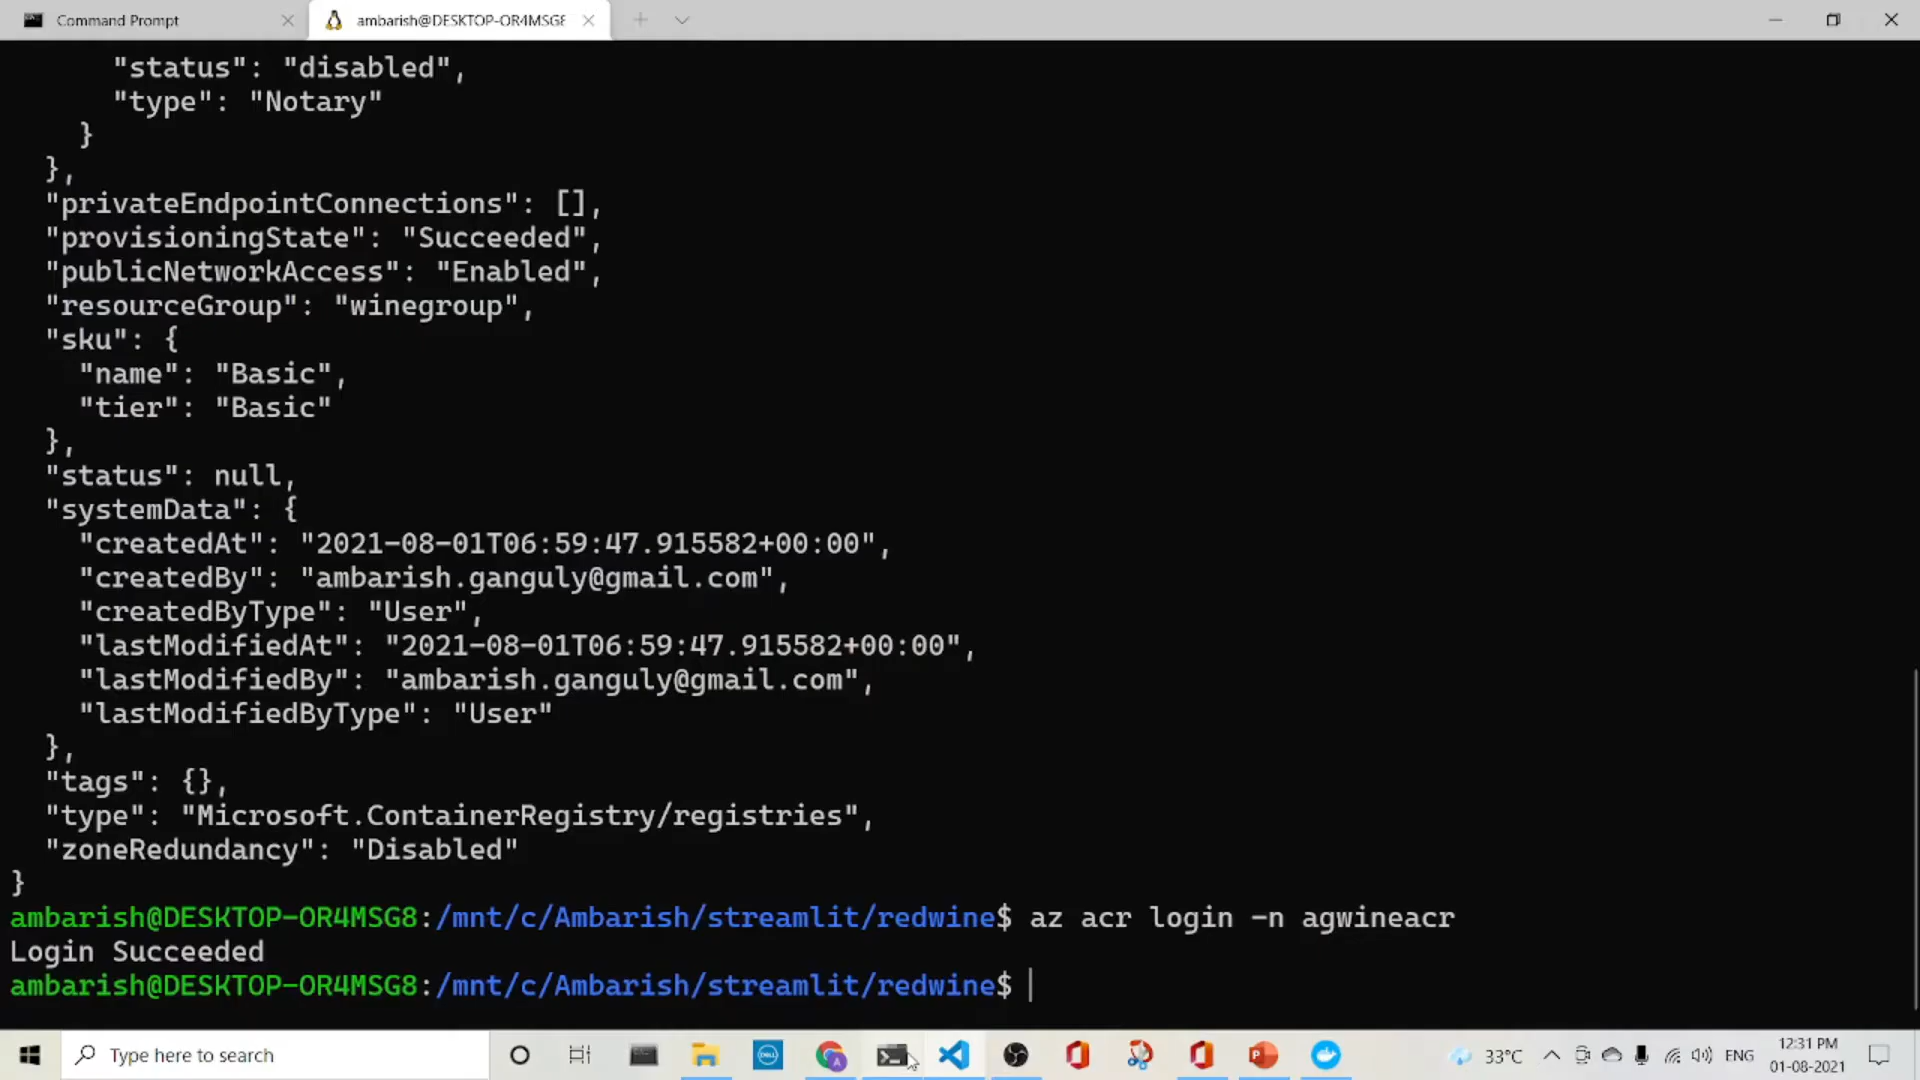 Command Prompt
ambarish@DESKTOP-OR4MSG8
"status": "disabled",
"type": "Notary"
}
},
"privateEndpointConnections": [],
"provisioningState": "Succeeded",
"publicNetworkAccess": "Enabled",
"resourceGroup": "winegroup",
"sku": {
"name": "Basic",
"tier": "Basic"
},
"status": null,
"systemData": {
"createdAt": "2021-08-01T06:59:47.915582+00:00",
"createdBy": "ambarish.ganguly@gmail.com",
"createdByType": "User",
"lastModifiedAt": "2021-08-01T06:59:47.915582+00:00",
"lastModifiedBy": "ambarish.ganguly@gmail.com",
"lastModifiedByType": "User"
},
"tags": {},
"type": "Microsoft.ContainerRegistry/registries",
"zoneRedundancy": "Disabled"
}
ambarish@DESKTOP-OR4MSG8:/mnt/c/Ambarish/streamlit/redwine$ az acr login -n agwineacr
Login Succeeded
ambarish@DESKTOP-OR4MSG8:/mnt/c/Ambarish/streamlit/redwine$
Type here to search
33°C
ENG
12:31 PM
01-08-2021